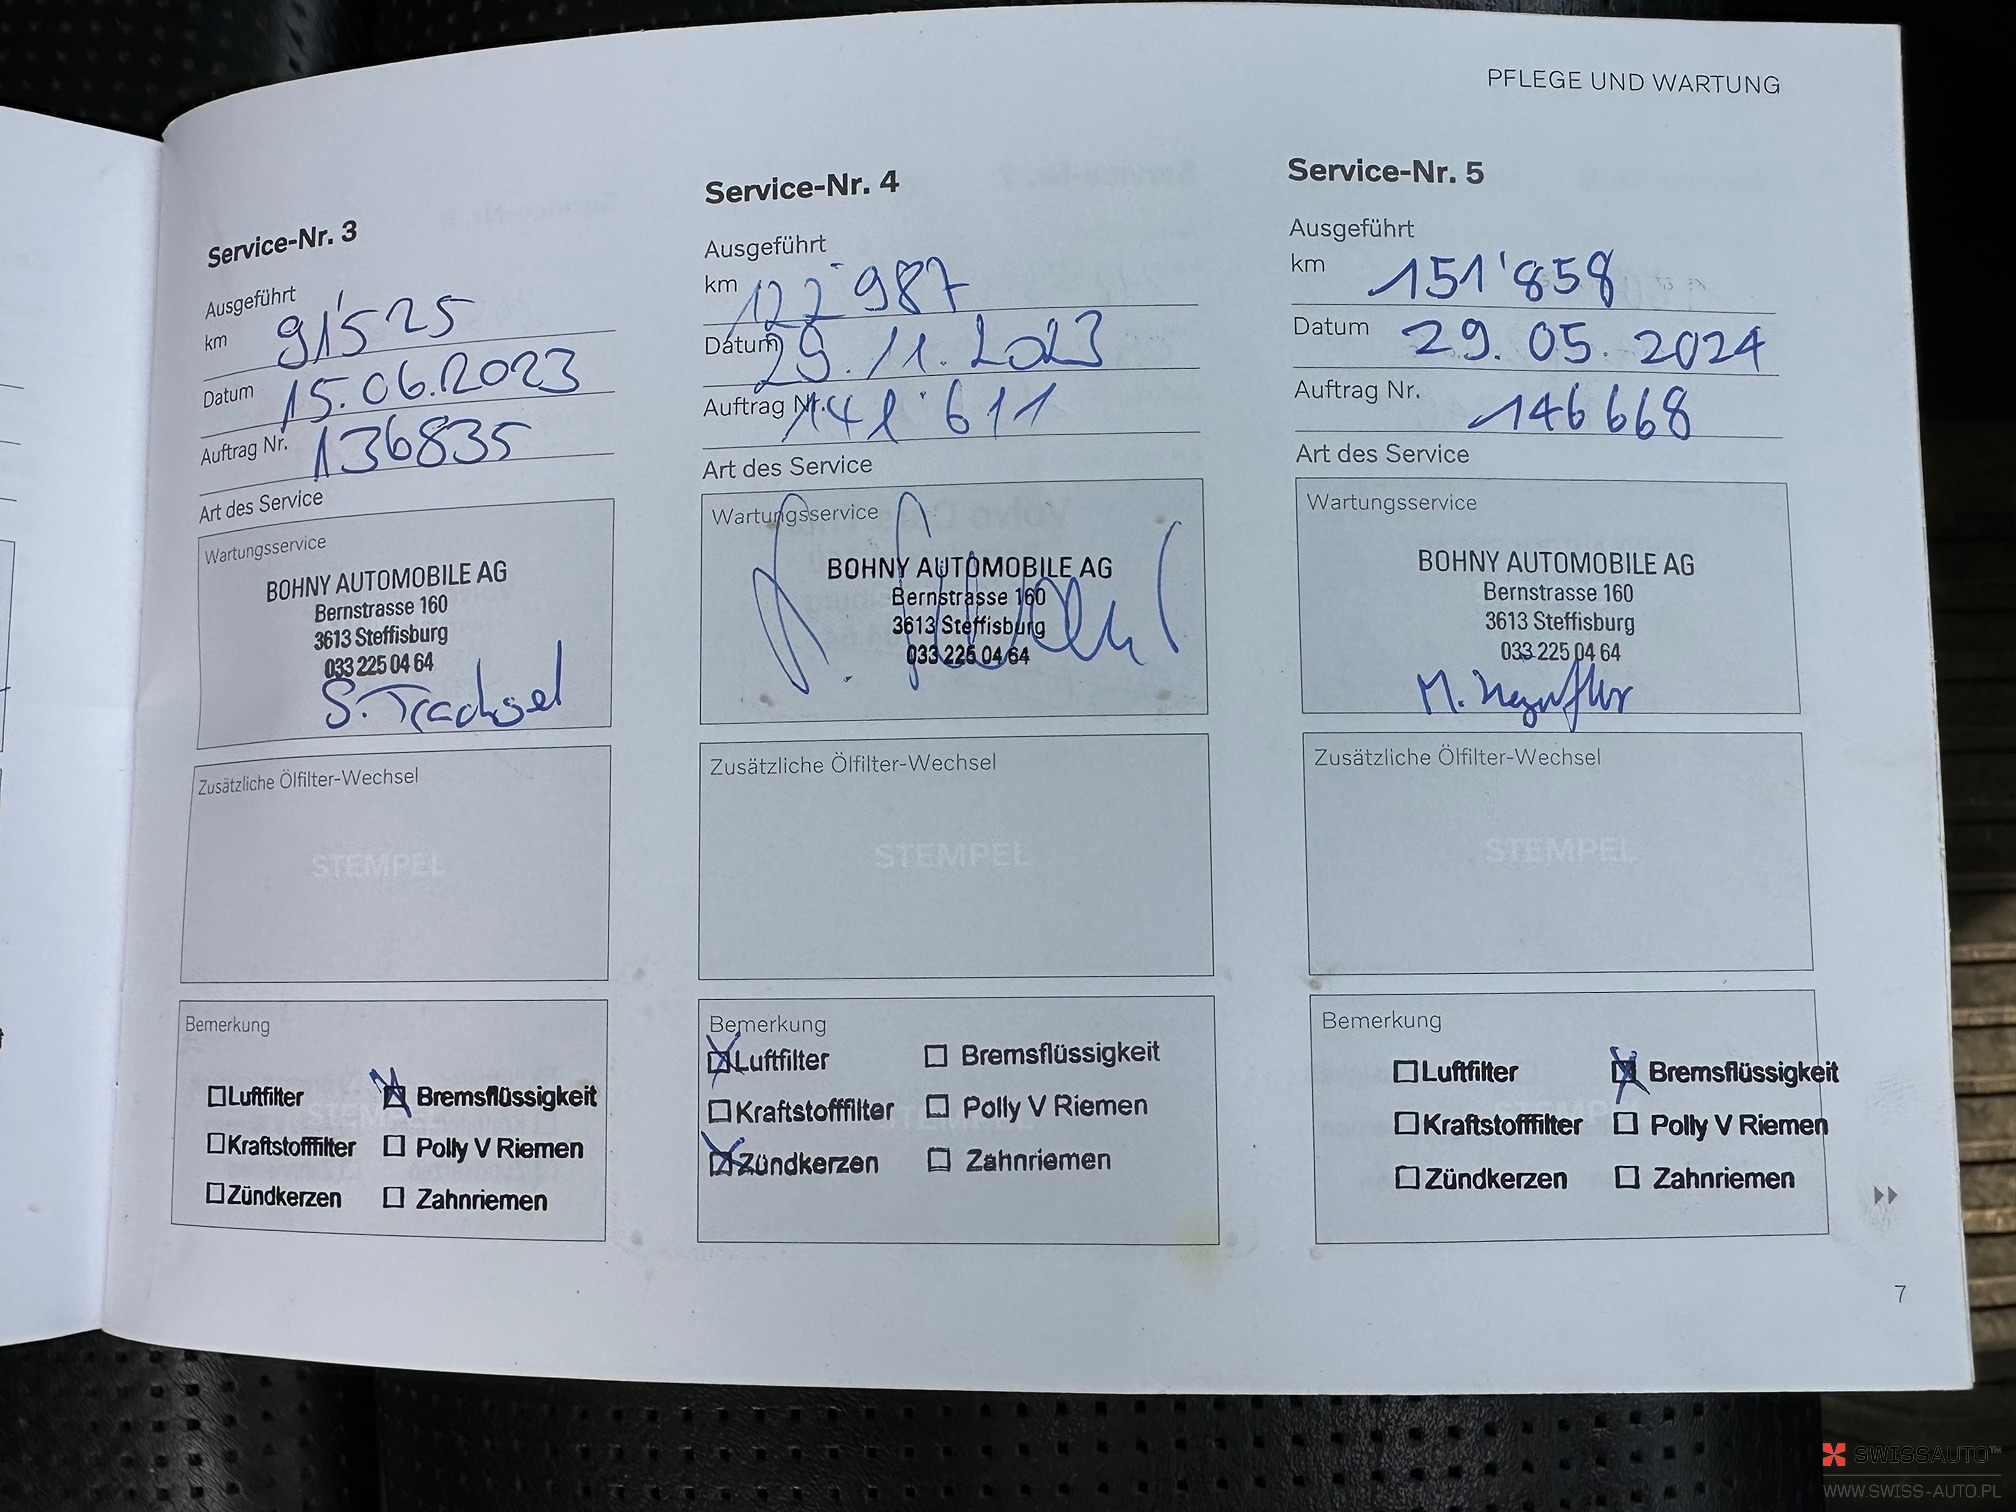 PFLEGE UND WARTUNG
Service-Nr. 3
Ausgeführt
km 91'525
Datum 15.06.2023
Auftrag Nr. 136835
Art des Service
Wartungsservice
BOHNY AUTOMOBILE AG
Bernstrasse 160
3613 Steffisburg
033 225 04 64
S. Trachsel
Zusätzliche Ölfilter-Wechsel
STEMPEL
Bemerkung
Luftfilter Bremsflüssigkeit
Kraftstofffilter Polly V Riemen
Zündkerzen Zahnriemen
Service-Nr. 4
Ausgeführt
km 122'987
Datum 29.11.2023
Auftrag Nr. 141'611
Art des Service
Wartungsservice
BOHNY AUTOMOBILE AG
Bernstrasse 160
3613 Steffisburg
033 225 04 64
Zusätzliche Ölfilter-Wechsel
STEMPEL
Bemerkung
Luftfilter Bremsflüssigkeit
Kraftstofffilter Polly V Riemen
Zündkerzen Zahnriemen
Service-Nr. 5
Ausgeführt
km 151'858
Datum 29.05.2024
Auftrag Nr. 146668
Art des Service
Wartungsservice
BOHNY AUTOMOBILE AG
Bernstrasse 160
3613 Steffisburg
033 225 04 64
M.
Zusätzliche Ölfilter-Wechsel
STEMPEL
Bemerkung
Luftfilter Bremsflüssigkeit
Kraftstofffilter Polly V Riemen
Zündkerzen Zahnriemen
7
SWISSAUTO™
WWW.SWISS-AUTO.PL